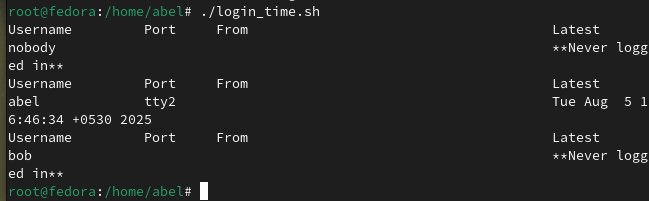 root@fedora:/home/abel# ./login_time.sh
Username         Port     From                                       Latest
nobody                                                               **Never logg
ed in**
Username         Port     From                                       Latest
abel             tty2                                                Tue Aug  5 1
6:46:34 +0530 2025
Username         Port     From                                       Latest
bob                                                                  **Never logg
ed in**
root@fedora:/home/abel#